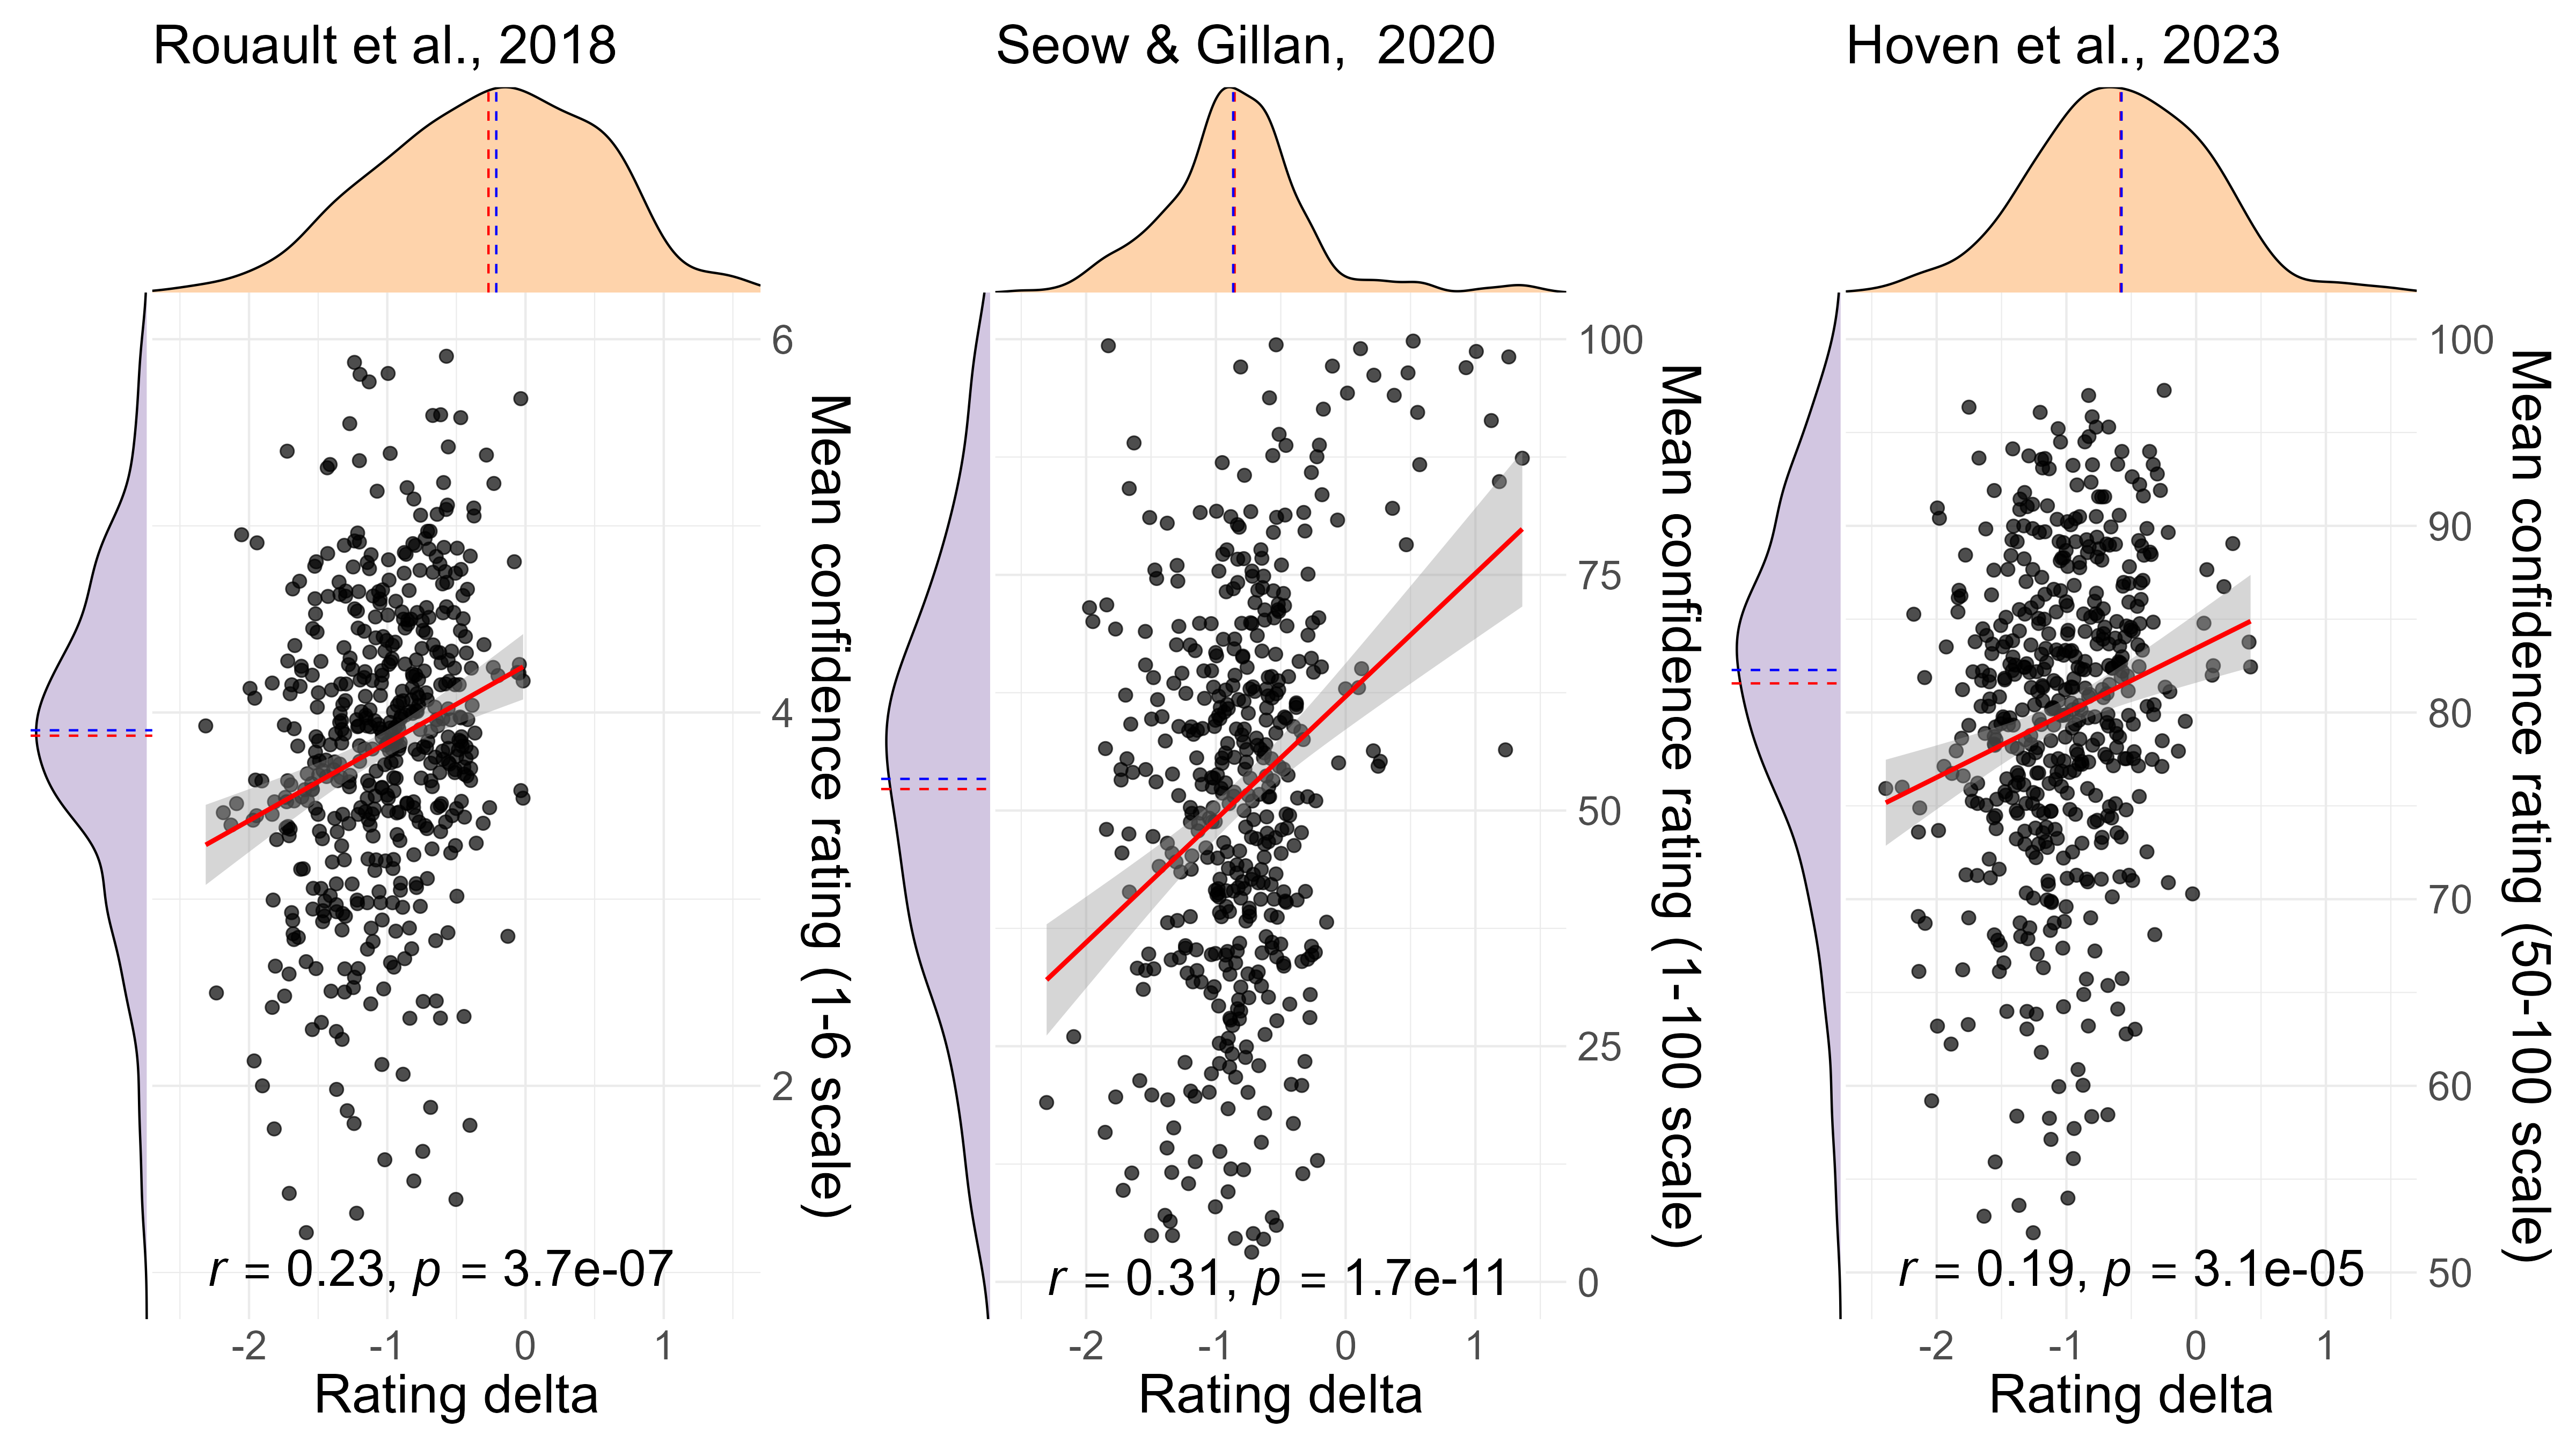 Rouault et al., 2018
6
4
2
Mean confidence rating (1-6 scale)
r = 0.23, p = 3.7e-07
-2 -1 0 1
Rating delta
Seow & Gillan,  2020
100
75
50
25
0
Mean confidence rating (1-100 scale)
r = 0.31, p = 1.7e-11
-2 -1 0 1
Rating delta
Hoven et al., 2023
100
90
80
70
60
50
Mean confidence rating (50-100 scale)
r = 0.19, p = 3.1e-05
-2 -1 0 1
Rating delta